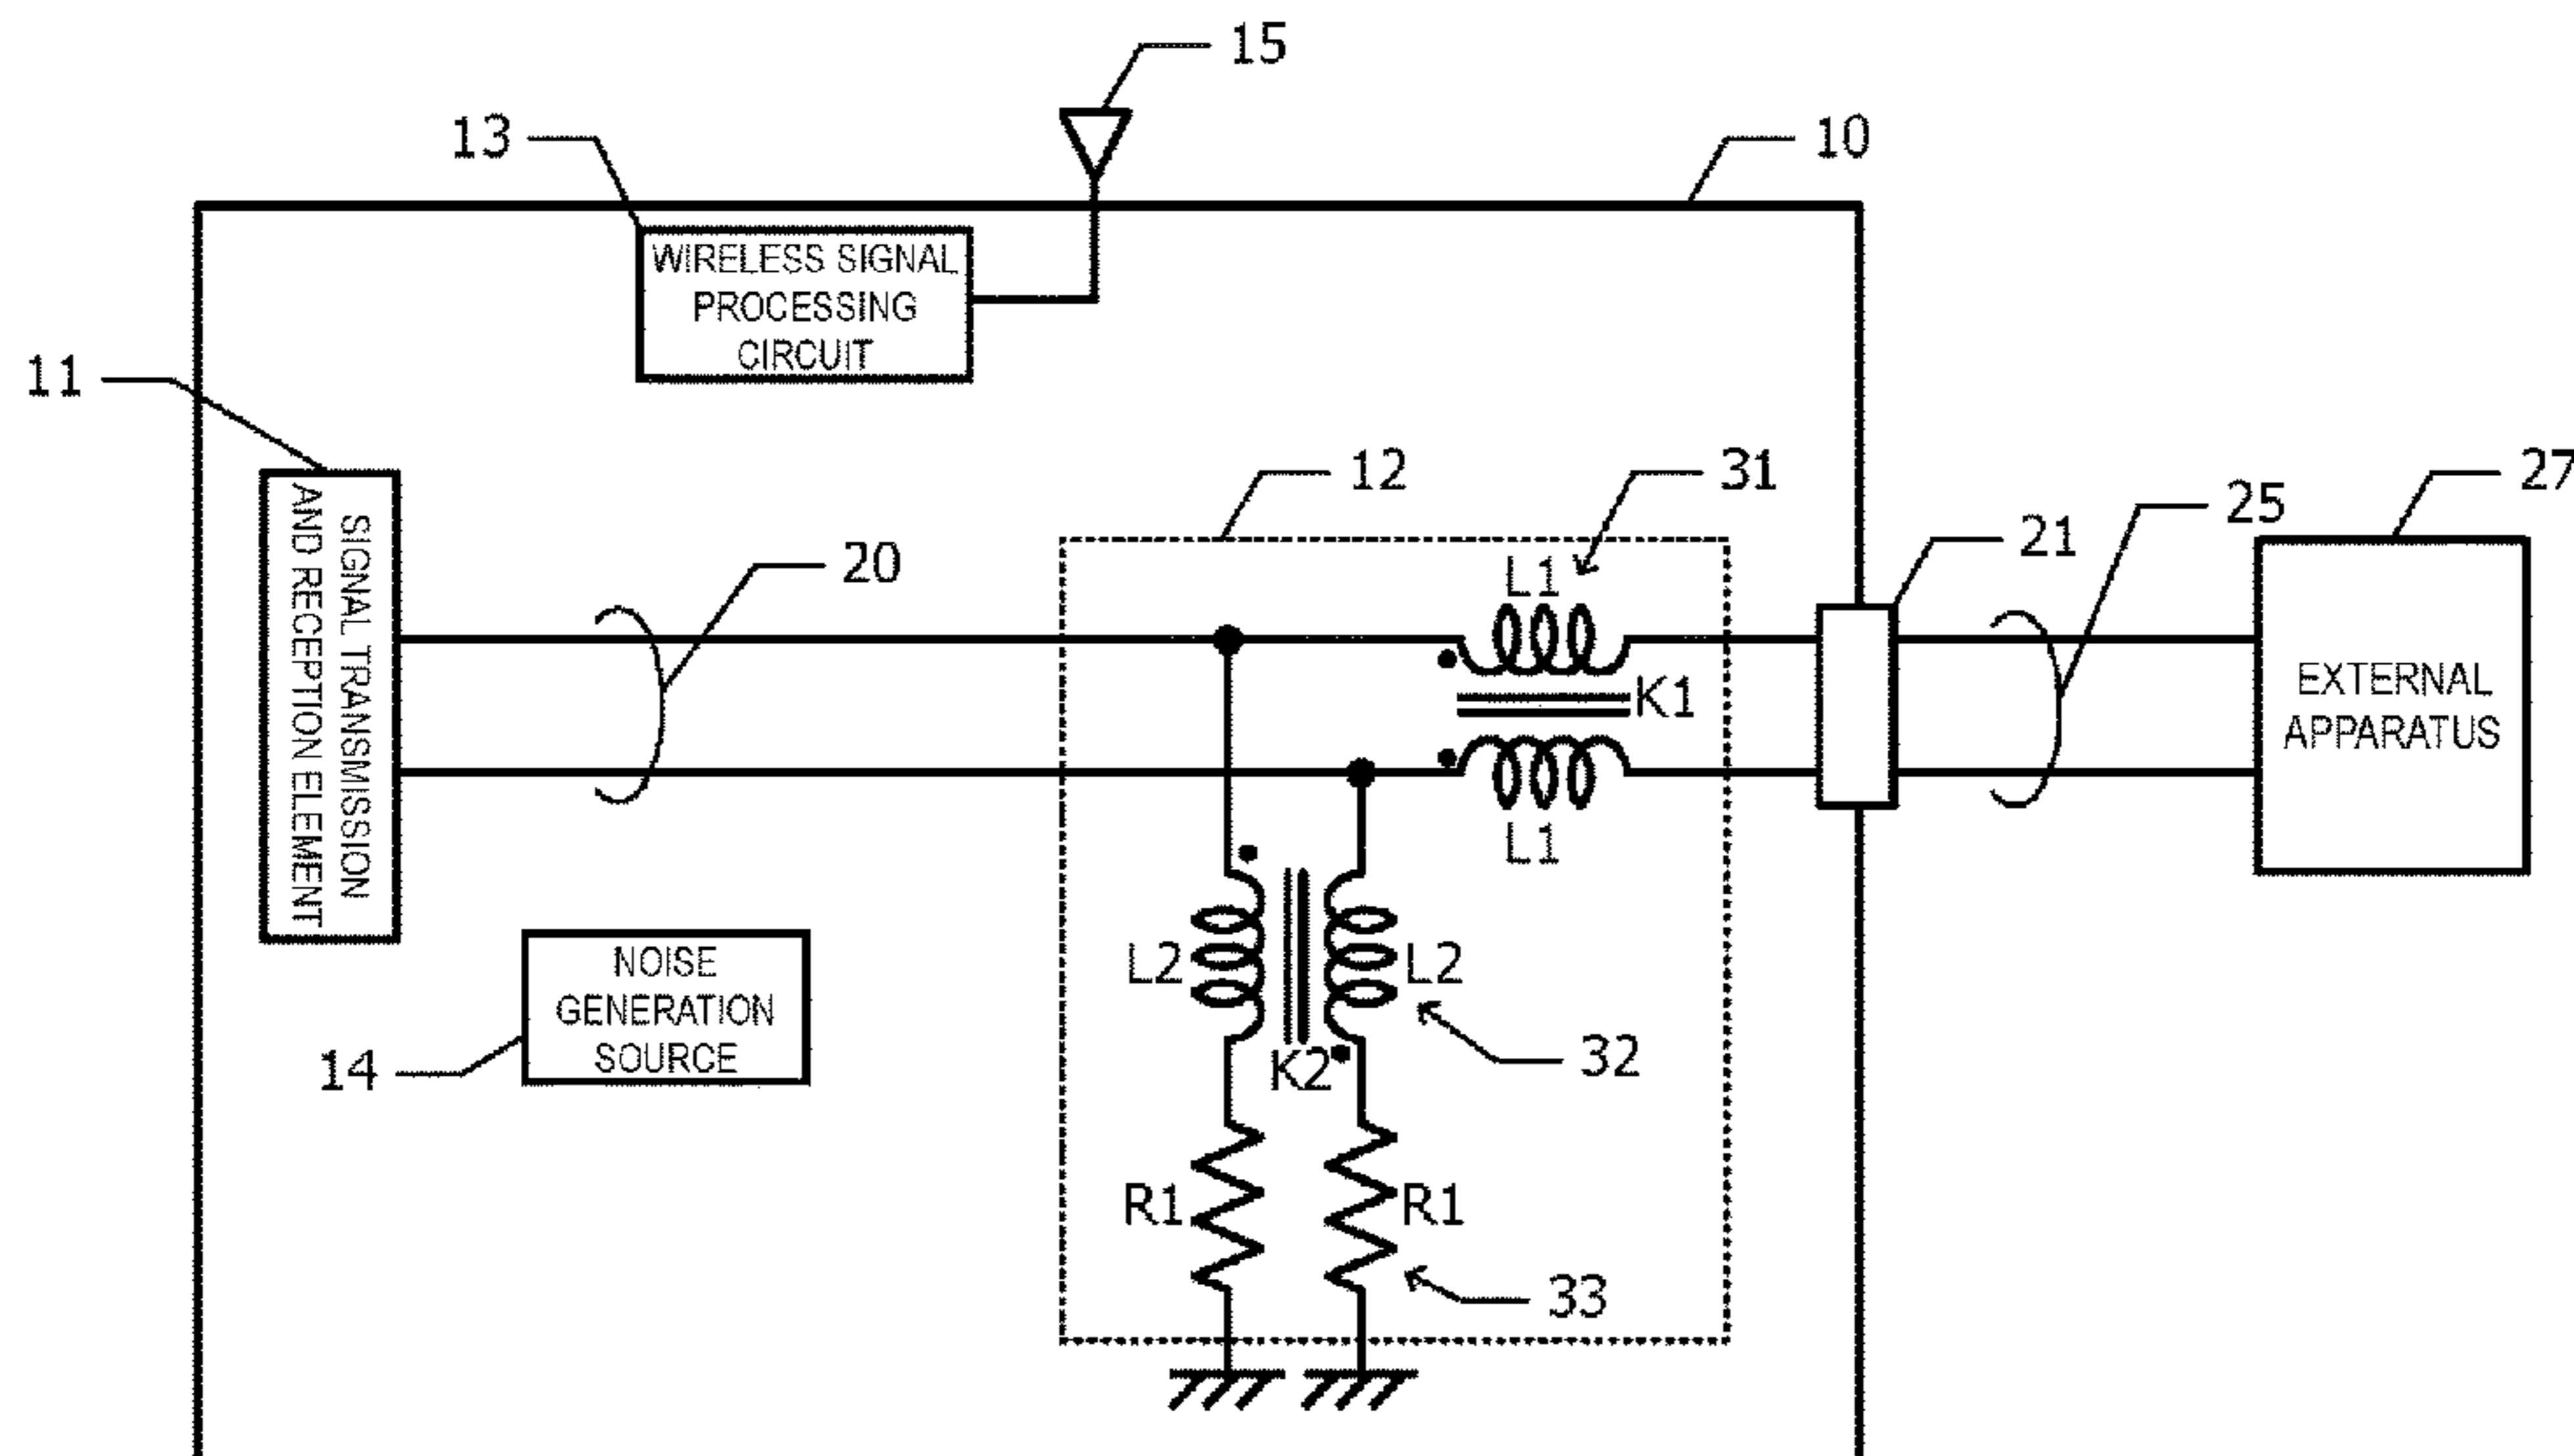 15
13
10
WIRELESS SIGNAL
PROCESSING
CIRCUIT
11
12
31
27
25
20
21
L1
SIGNAL TRANSMISSION
AND RECEPTION ELEMENT
K1
EXTERNAL
APPARATUS
L1
NOISE
GENERATION
SOURCE
L2
L2
14
K2
32
R1
R1
33